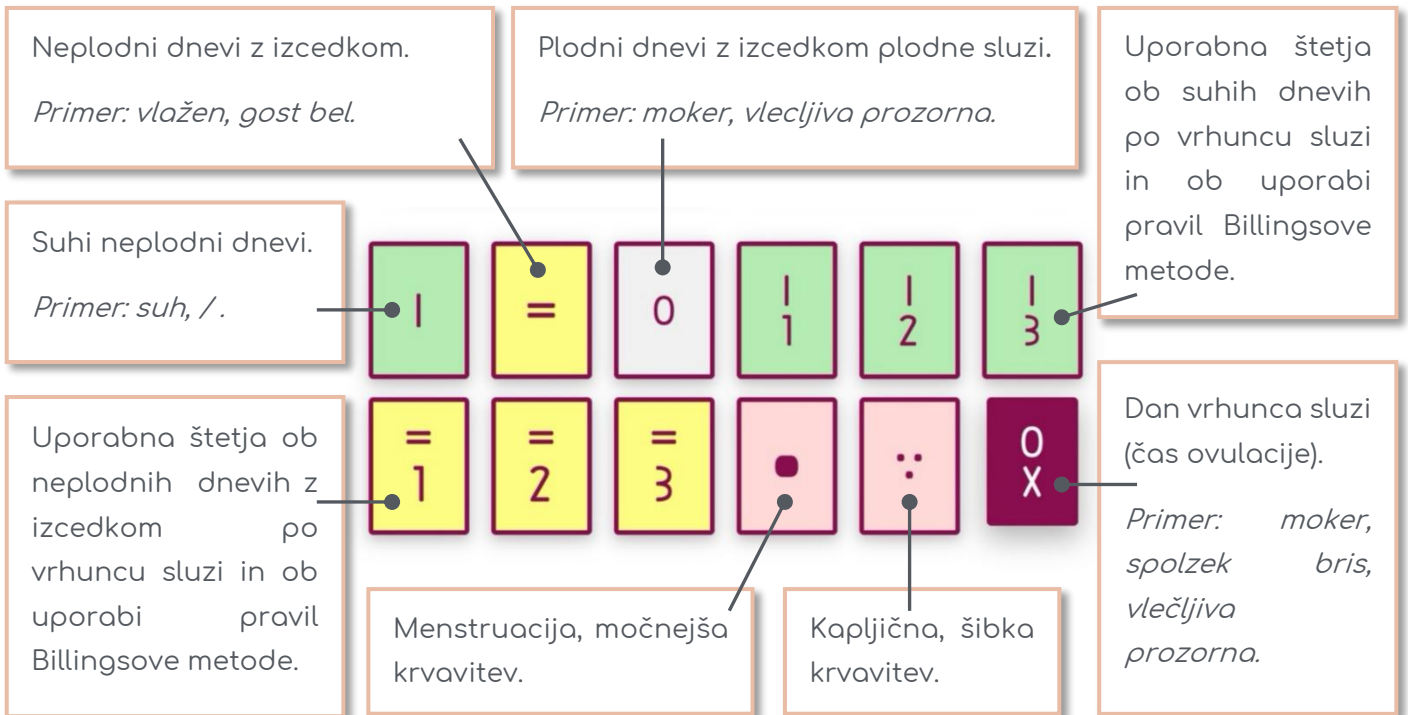 Neplodni dnevi z izcedkom.
Primer: vlažen, gost bel.
Plodni dnevi z izcedkom plodne sluzi.
Primer: moker, vlecljiva prozorna.
Uporabna štetja
ob suhih dnevih
po vrhuncu sluzi
in ob uporabi
pravil Billingsove
metode.
Suhi neplodni dnevi.
Primer: suh, / .
I
=
0
I
1
I
2
I
3
Uporabna štetja ob
neplodnih dnevih z
izcedkom po
vrhuncu sluzi in ob
uporabi pravil
Billingsove metode.
=
1
=
2
=
3
0
X
Dan vrhunca sluzi
(čas ovulacije).
Primer: moker,
spolzek bris,
vlečljiva
prozorna.
Menstruacija, močnejša
krvavitev.
Kapljična, šibka
krvavitev.